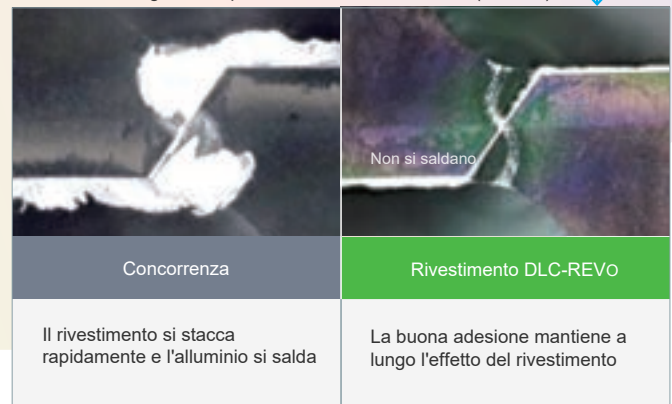 Non si saldano
Concorrenza
Rivestimento DLC-REVO
Il rivestimento si stacca
rapidamente e l'alluminio si salda
La buona adesione mantiene a
lungo l'effetto del rivestimento